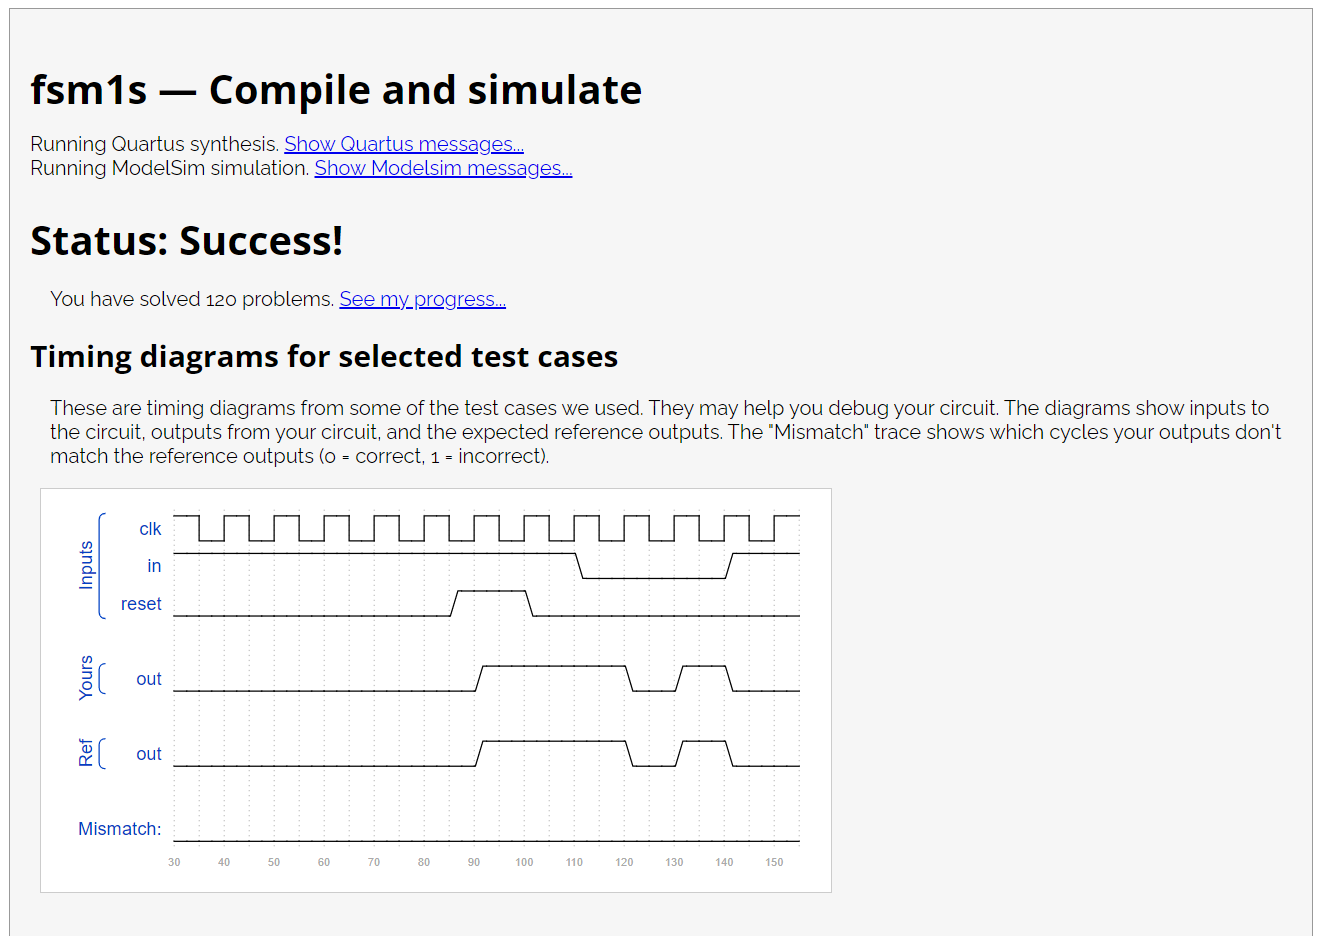 fsm1s — Compile and simulate
Running Quartus synthesis. Show Quartus messages...
Running ModelSim simulation. Show Modelsim messages...
Status: Success!
You have solved 120 problems. See my progress...
Timing diagrams for selected test cases
These are timing diagrams from some of the test cases we used. They may help you debug your circuit. The diagrams show inputs to
the circuit, outputs from your circuit, and the expected reference outputs. The "Mismatch" trace shows which cycles your outputs don't
match the reference outputs (0 = correct, 1 = incorrect).
Inputs
clk
in
reset
Yours
out
Ref
out
Mismatch:
30 40 50 60 70 80 90 100 110 120 130 140 150